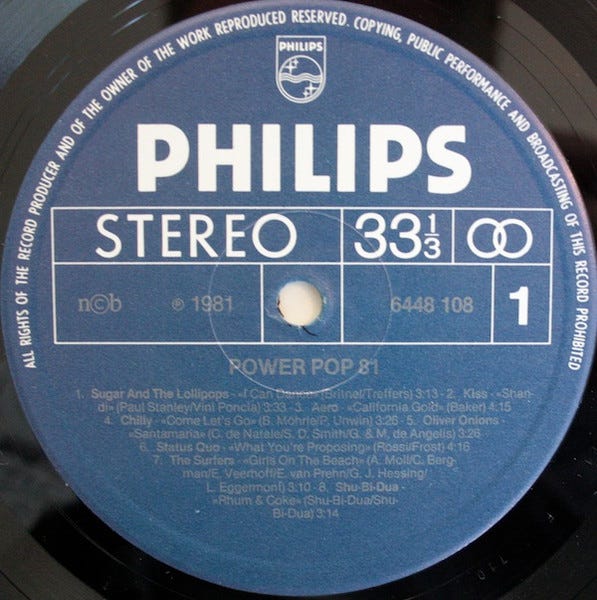 ALL RIGHTS OF THE RECORD PRODUCER AND OF THE OWNER OF THE WORK REPRODUCED RESERVED. COPYING, PUBLIC PERFORMANCE AND BROADCASTING OF THIS RECORD PROHIBITED
PHILIPS
PHILIPS
STEREO 33 1/3
n©b ℗ 1981 6448 108 1
POWER POP 81
1. Sugar And The Lollipops - «I Can Dance» (Britnel/Treffers) 3:13 - 2. Kiss - «Shan-
di» (Paul Stanley/Vini Poncia) 3:33 - 3. Aero - «California Gold» (Baker) 4:15
4. Chilly - «Come Let's Go» (B. Mohrle/P. Unwin) 3:26 - 5. Oliver Onions -
«Santamaria» (C. de Natale/S. D. Smith/G. & M. de Angelis) 3:26
6. Status Quo - «What You're Proposing» (Rossi/Frost) 4:16
7. The Surfers - «Girls On The Beach» (A. Moll/C. Berg-
man/E. Veerhoff/E. van Prehn/G. J. Hessing/
L. Eggermont) 3:10 - 8. Shu-Bi-Dua -
«Rhum & Coke» (Shu-Bi-Dua/Shu-
Bi-Dua) 3:14